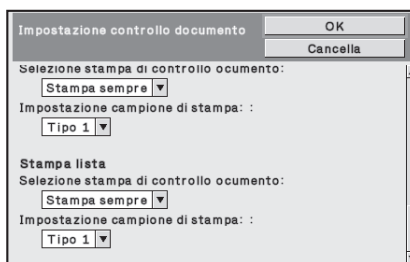 Impostazione controllo documento
OK
Cancella
Selezione stampa di controllo ocumento:
Stampa sempre
Impostazione campione di stampa: :
Tipo 1
Stampa lista
Selezione stampa di controllo ocumento:
Stampa sempre
Impostazione campione di stampa: :
Tipo 1